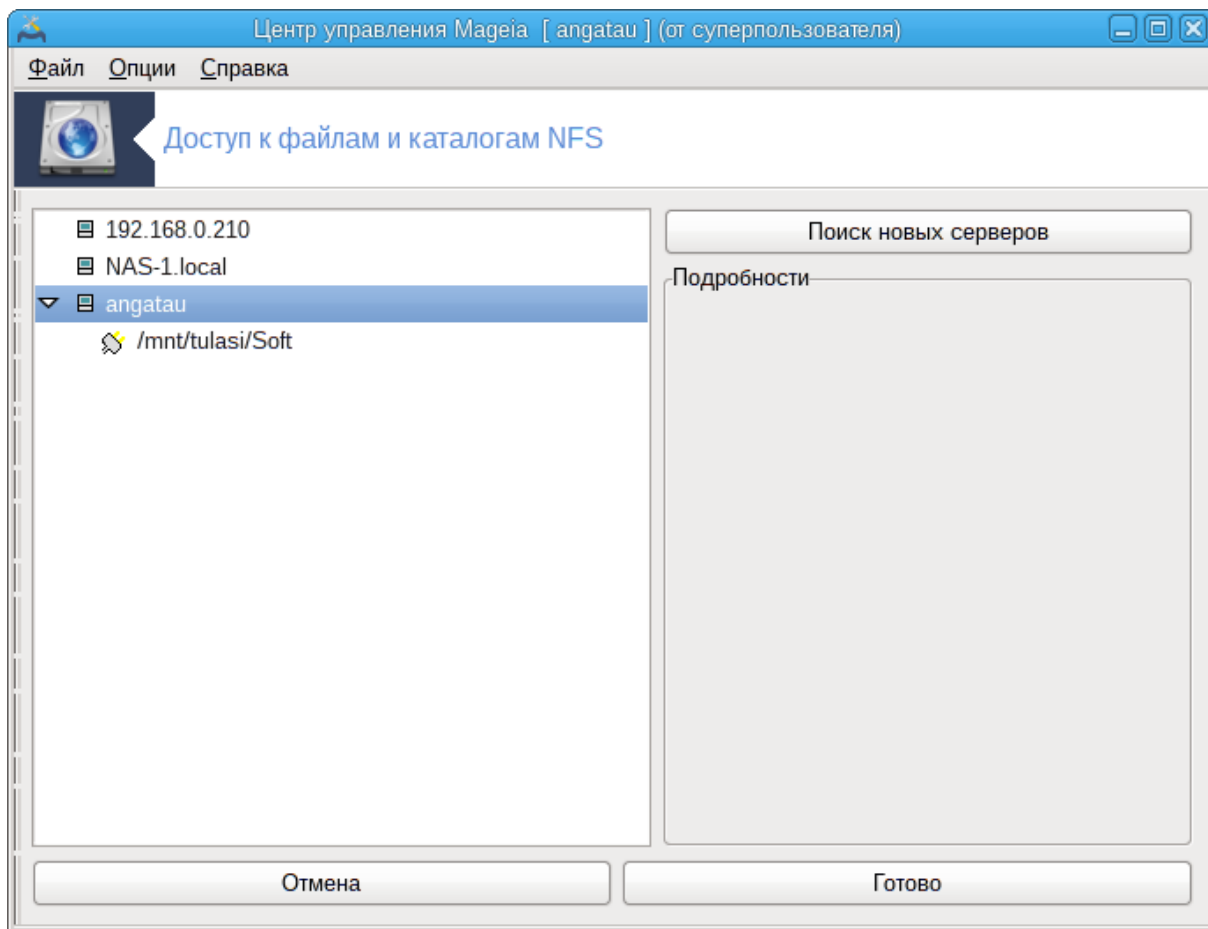 Центр управления Mageia [ angatau ] (от суперпользователя)
Файл Опции Справка
Доступ к файлам и каталогам NFS
192.168.0.210
NAS-1.local
angatau
/mnt/tulasi/Soft
Поиск новых серверов
Подробности
Отмена
Готово